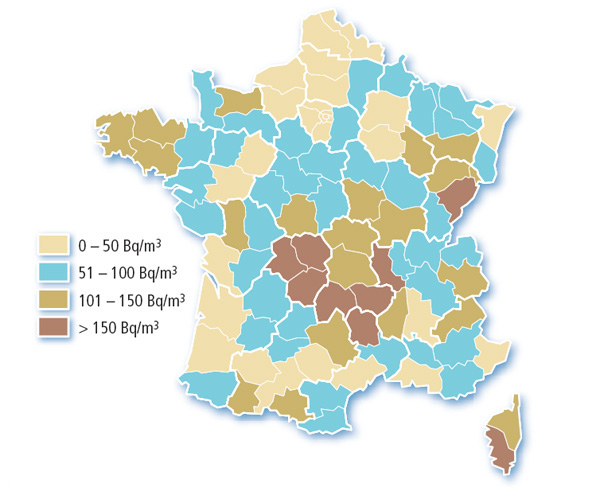 0 – 50 Bq/m³
51 – 100 Bq/m³
101 – 150 Bq/m³
> 150 Bq/m³